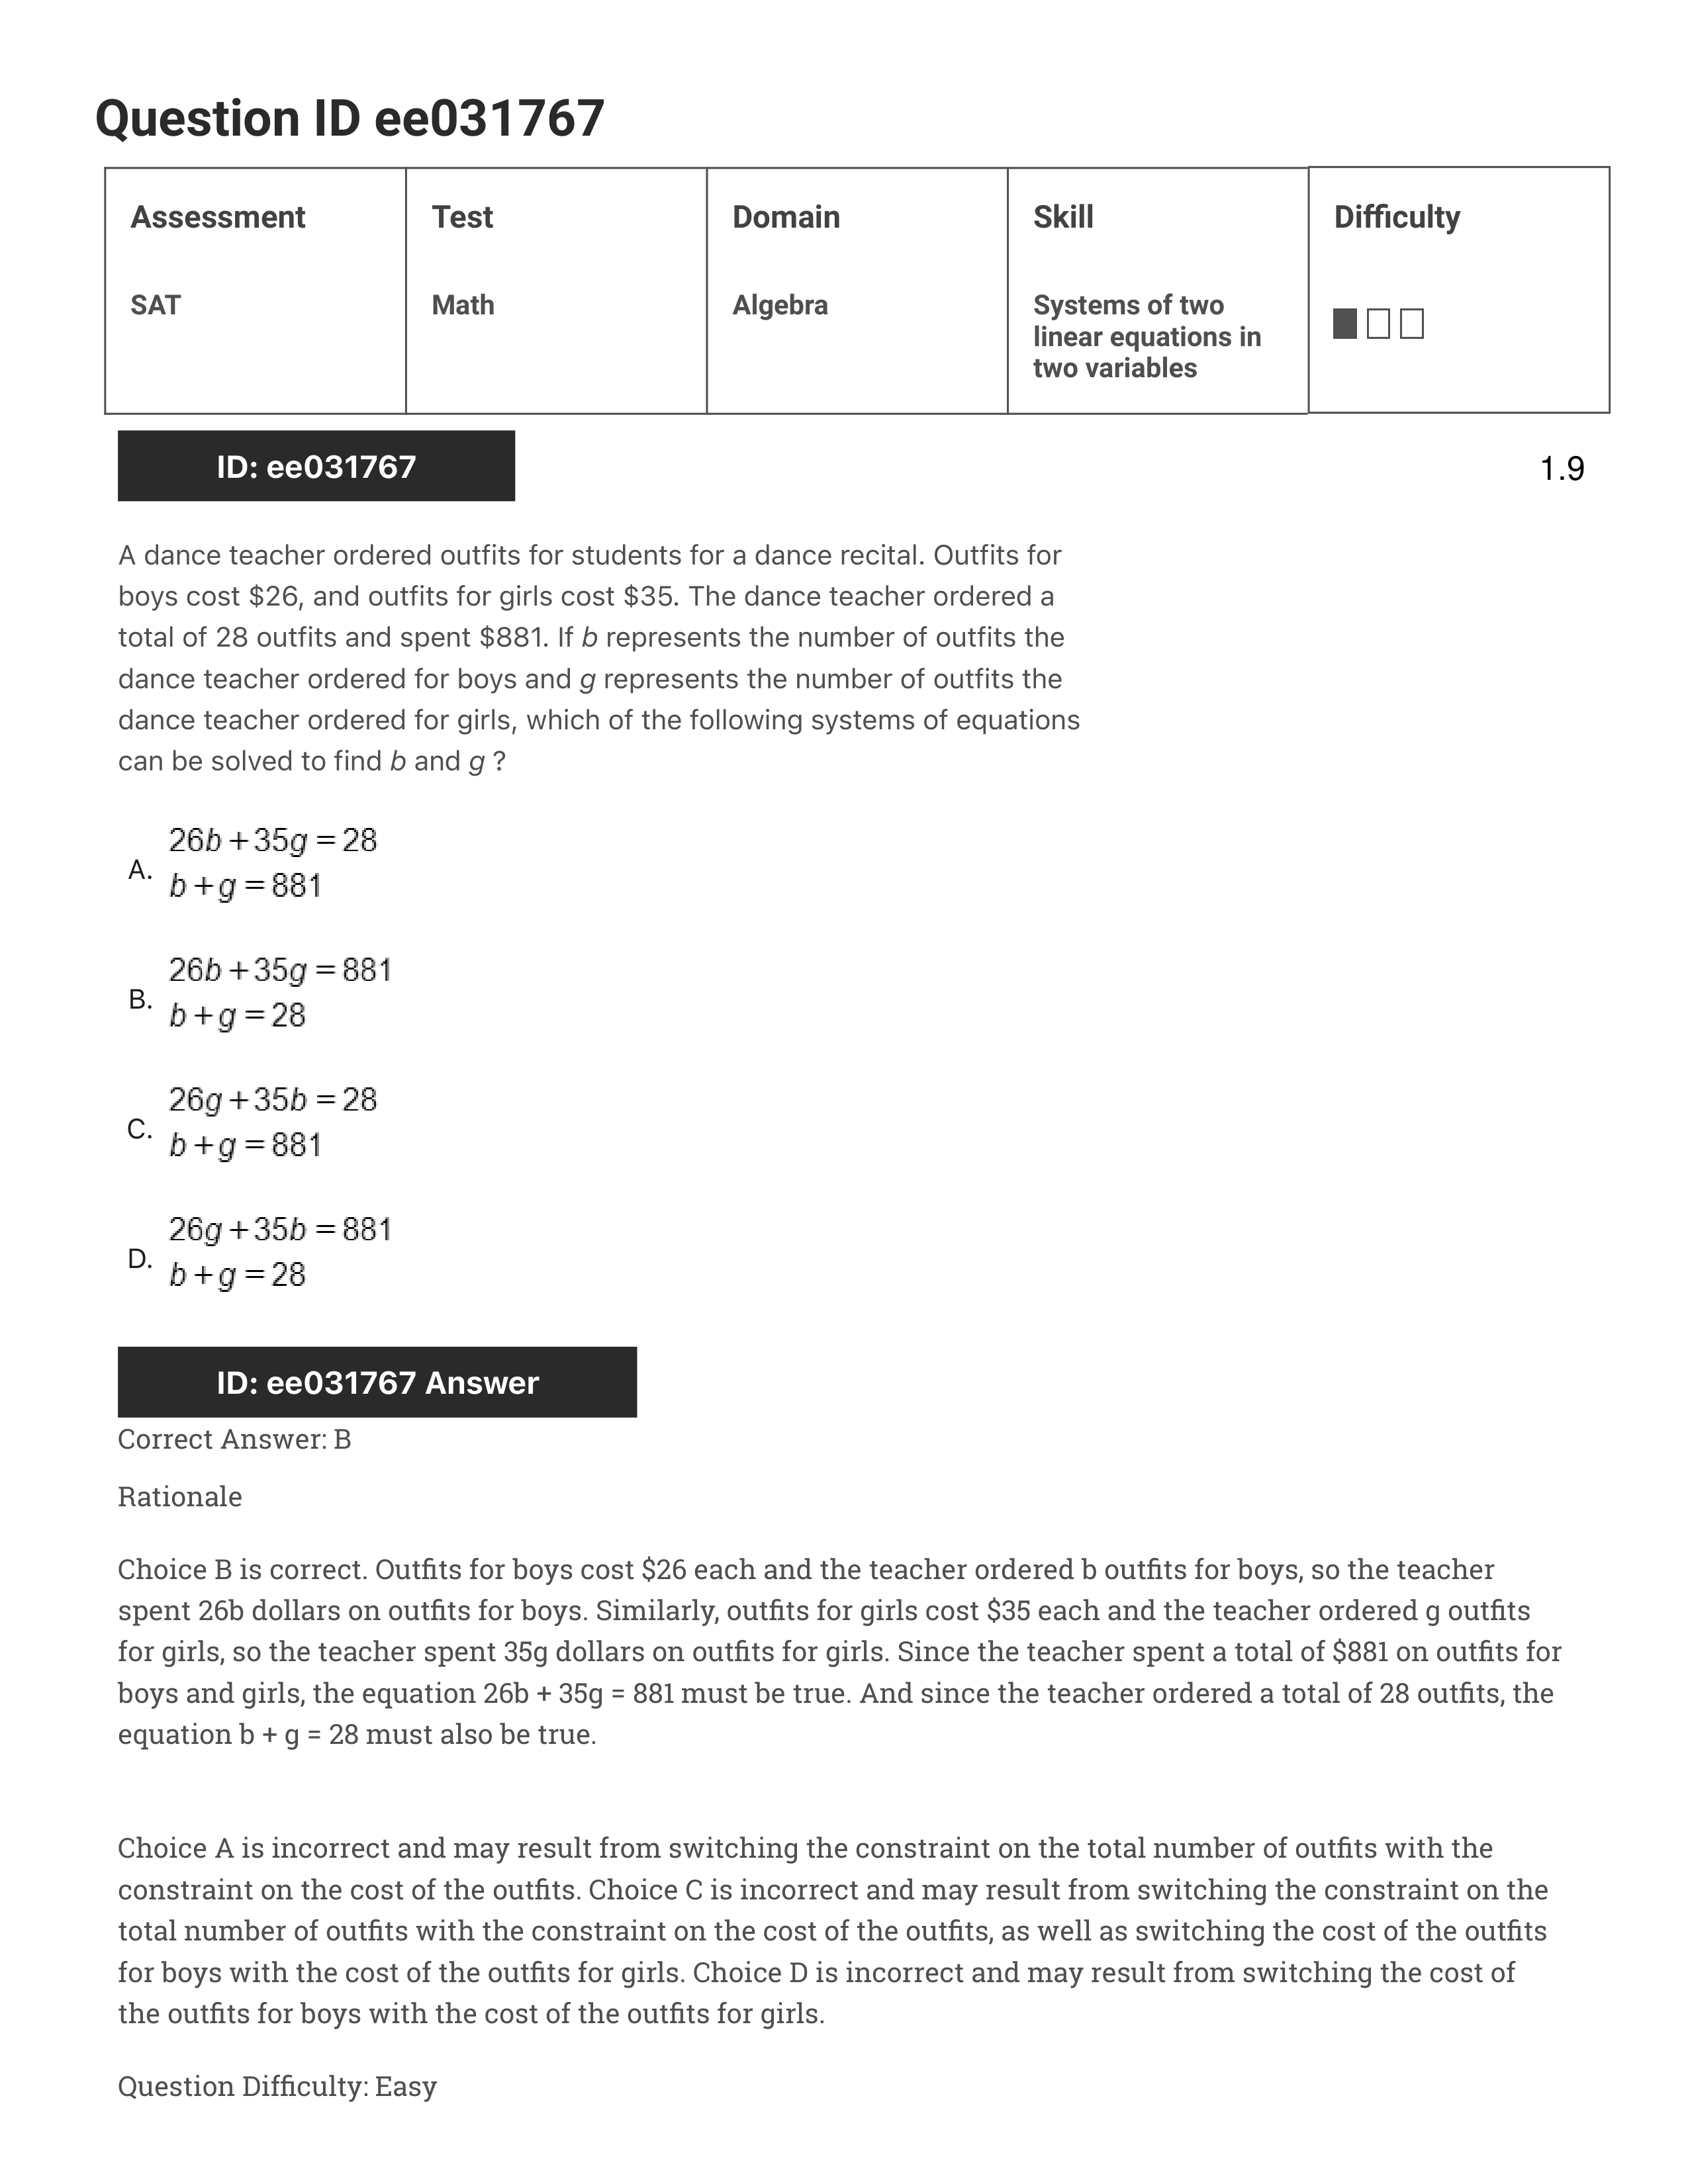 Question ID ee031767
Assessment
Test
Domain
Skill
Difficulty
SAT
Math
Algebra
Systems of two
linear equations in
two variables
ID: ee031767
1.9
A dance teacher ordered outfits for students for a dance recital. Outfits for
boys cost $26, and outfits for girls cost $35. The dance teacher ordered a
total of 28 outfits and spent $881. If b represents the number of outfits the
dance teacher ordered for boys and g represents the number of outfits the
dance teacher ordered for girls, which of the following systems of equations
can be solved to find b and g ?
A.
26b + 35g = 28
b + g = 881
B.
26b + 35g = 881
b + g = 28
C.
26g + 35b = 28
b + g = 881
D.
26g + 35b = 881
b + g = 28
ID: ee031767 Answer
Correct Answer: B
Rationale
Choice B is correct. Outfits for boys cost $26 each and the teacher ordered b outfits for boys, so the teacher
spent 26b dollars on outfits for boys. Similarly, outfits for girls cost $35 each and the teacher ordered g outfits
for girls, so the teacher spent 35g dollars on outfits for girls. Since the teacher spent a total of $881 on outfits for
boys and girls, the equation 26b + 35g = 881 must be true. And since the teacher ordered a total of 28 outfits, the
equation b + g = 28 must also be true.
Choice A is incorrect and may result from switching the constraint on the total number of outfits with the
constraint on the cost of the outfits. Choice C is incorrect and may result from switching the constraint on the
total number of outfits with the constraint on the cost of the outfits, as well as switching the cost of the outfits
for boys with the cost of the outfits for girls. Choice D is incorrect and may result from switching the cost of
the outfits for boys with the cost of the outfits for girls.
Question Difficulty: Easy